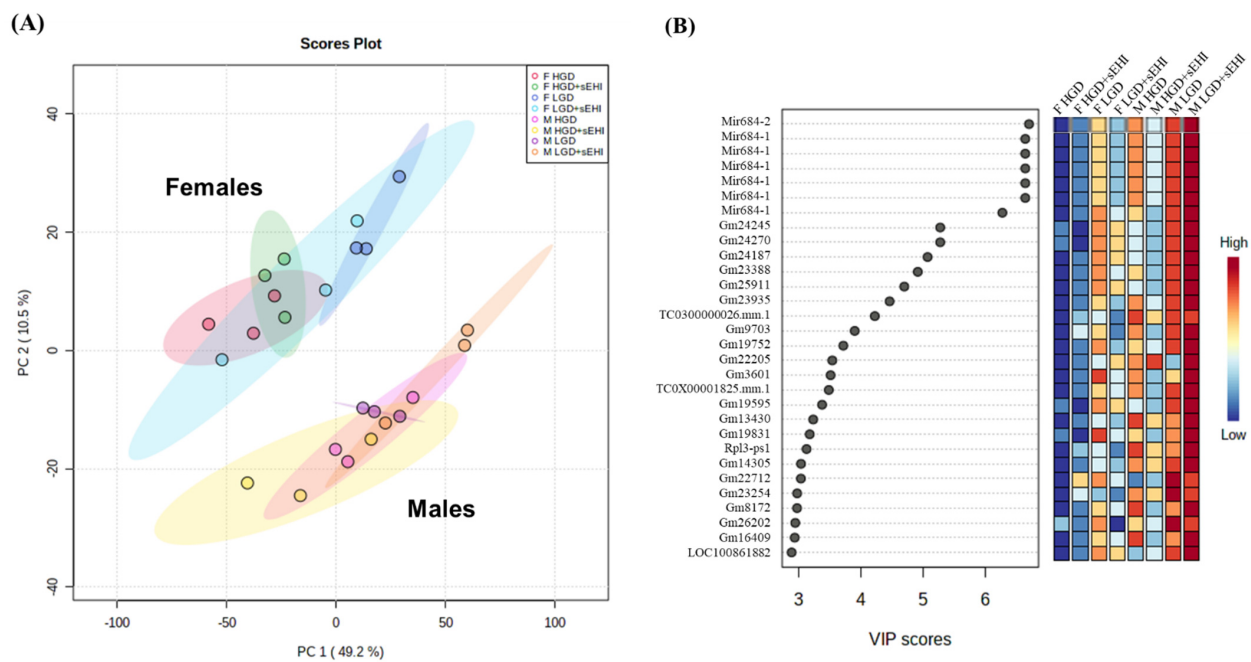 (A)
Scores Plot
F HGD
F HGD+sEHI
F LGD
F LGD+sEHI
M HGD
M HGD+sEHI
M LGD
M LGD+sEHI
Females
Males
40
20
0
-20
-40
PC 2 ( 10.5 %)
-100
-50
0
50
100
PC 1 ( 49.2 %)
(B)
F HGD
F HGD+sEHI
F LGD
F LGD+sEHI
M HGD
M HGD+sEHI
M LGD
M LGD+sEHI
Mir684-2
Mir684-1
Mir684-1
Mir684-1
Mir684-1
Mir684-1
Mir684-1
Gm24245
Gm24270
Gm24187
Gm23388
Gm25911
Gm23935
TC0300000026.mm.1
Gm9703
Gm19752
Gm22205
Gm3601
TC0X00001825.mm.1
Gm19595
Gm13430
Gm19831
Rpl3-ps1
Gm14305
Gm22712
Gm23254
Gm8172
Gm26202
Gm16409
LOC100861882
3
4
5
6
VIP scores
High
Low